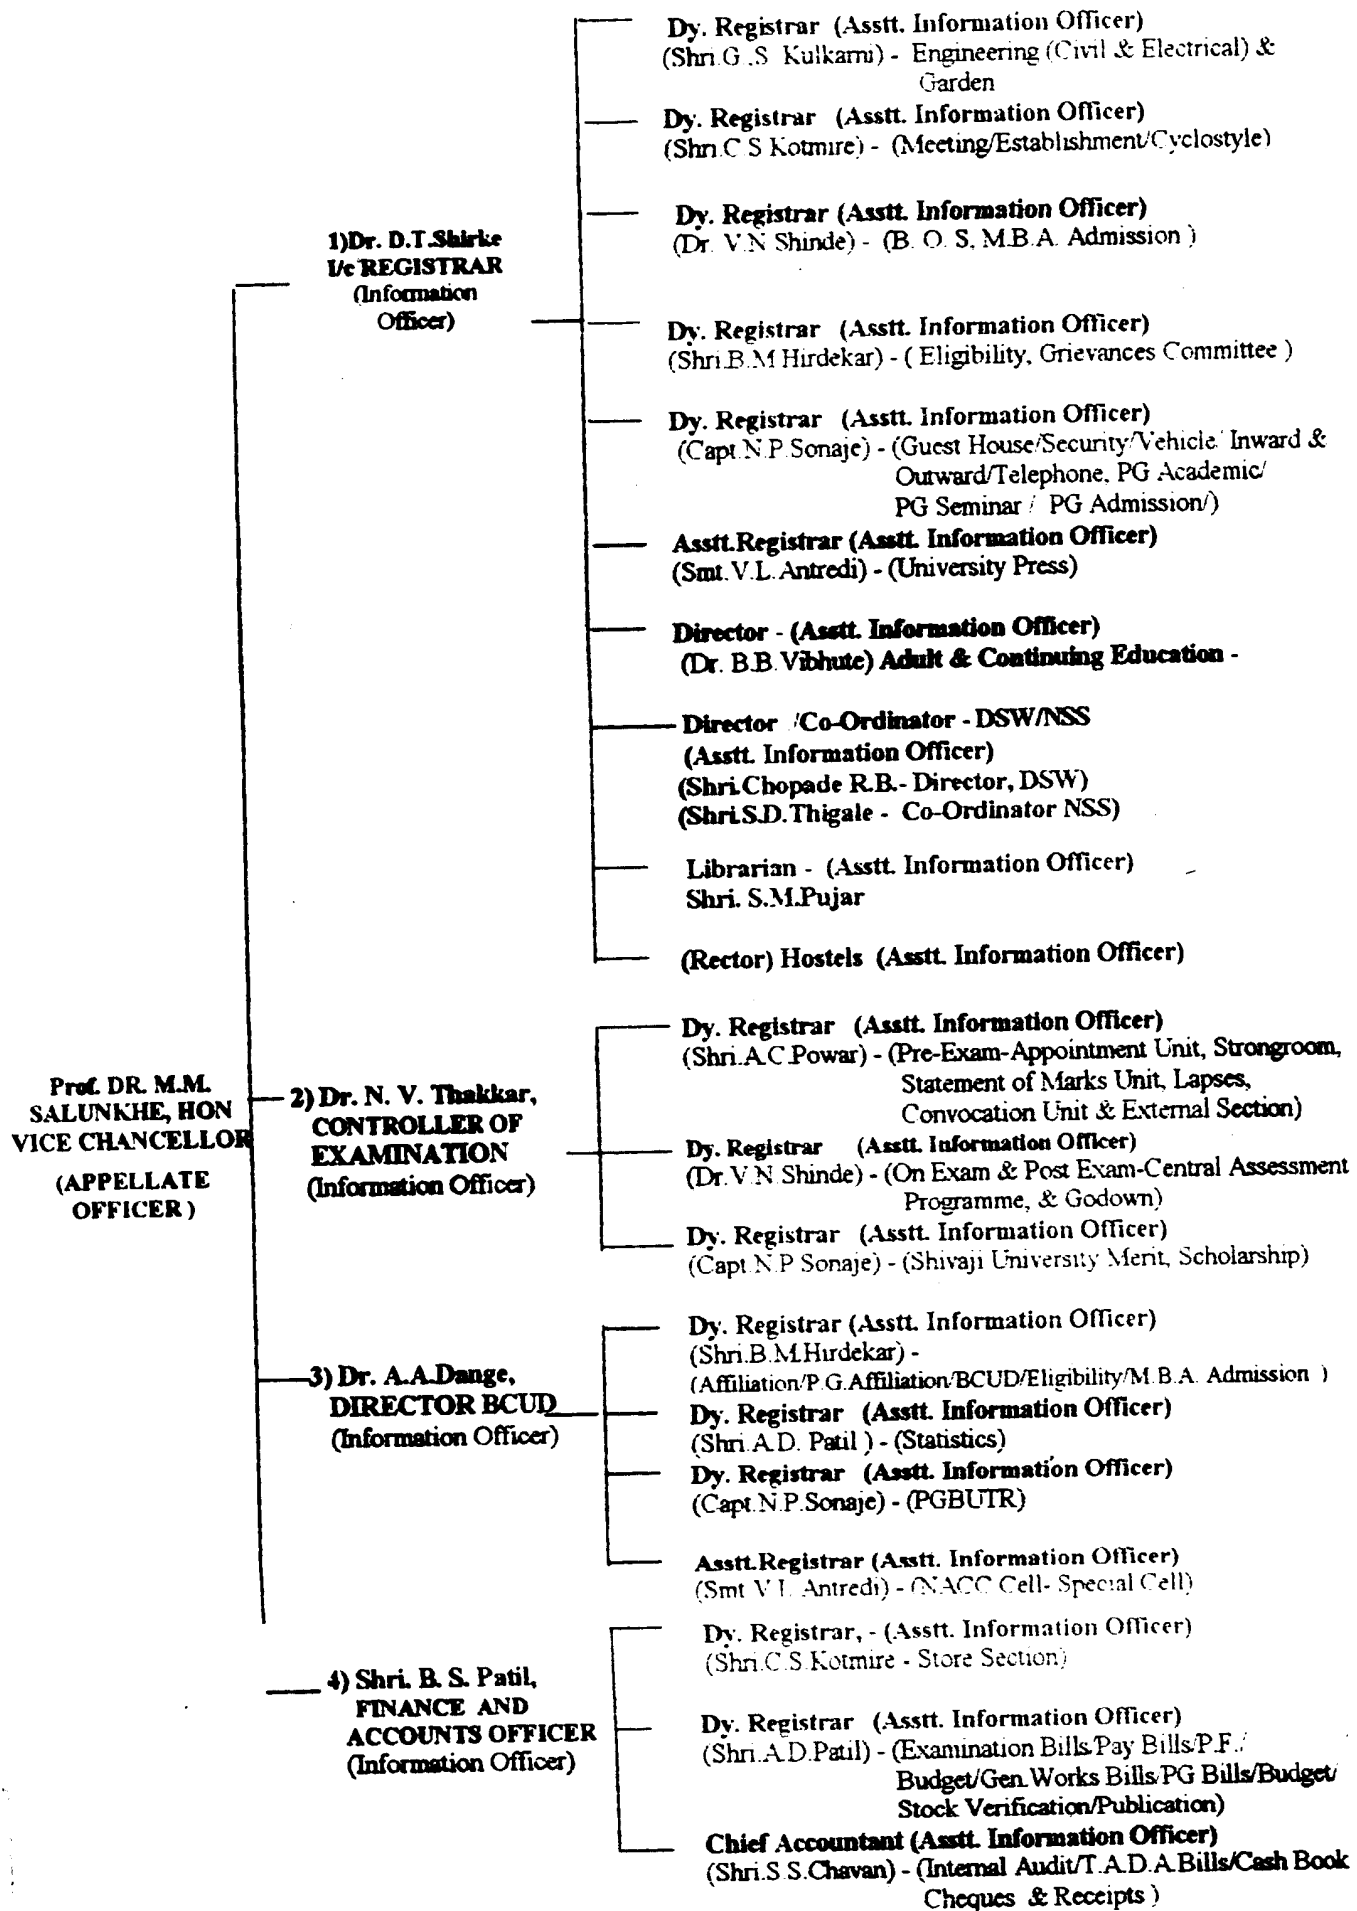 Dy. Registrar (Asstt. Information Officer)
(Shri.G.S. Kulkarni) - Engineering (Civil & Electrical) &
Garden
Dy. Registrar (Asstt. Information Officer)
(Shri.C.S Kotmire) - (Meeting/Establishment/Cyclostyle)
Dy. Registrar (Asstt. Information Officer)
(Dr. V.N Shinde) - (B. O. S, M.B.A. Admission )
1)Dr. D.T.Shirke
I/c REGISTRAR
(Information
Officer)
Dy. Registrar (Asstt. Information Officer)
(Shri.B.M Hirdekar) - ( Eligibility, Grievances Committee )
Dy. Registrar (Asstt. Information Officer)
(Capt.N.P.Sonaje) - (Guest House/Security/Vehicle/ Inward &
Outward/Telephone, PG Academic/
PG Seminar / PG Admission/)
Asstt.Registrar (Asstt. Information Officer)
(Smt.V.L.Antredi) - (University Press)
Director - (Asstt. Information Officer)
(Dr. B.B.Vibhute) Adult & Continuing Education -
Director /Co-Ordinator - DSW/NSS
(Asstt. Information Officer)
(Shri.Chopade R.B.- Director, DSW)
(Shri.S.D.Thigale - Co-Ordinator NSS)
Librarian - (Asstt. Information Officer)
Shri. S.M.Pujar
(Rector) Hostels (Asstt. Information Officer)
Prof. DR. M.M.
SALUNKHE, HON
VICE CHANCELLOR
(APPELLATE
OFFICER)
2) Dr. N. V. Thakkar,
CONTROLLER OF
EXAMINATION
(Information Officer)
Dy. Registrar (Asstt. Information Officer)
(Shri.A.C.Powar) - (Pre-Exam-Appointment Unit, Strongroom,
Statement of Marks Unit, Lapses,
Convocation Unit & External Section)
Dy. Registrar (Asstt. Information Officer)
(Dr.V.N.Shinde) - (On Exam & Post Exam-Central Assessment
Programme, & Godown)
Dy. Registrar (Asstt. Information Officer)
(Capt.N.P Sonaje) - (Shivaji University Merit, Scholarship)
3) Dr. A.A.Dange,
DIRECTOR BCUD
(Information Officer)
Dy. Registrar (Asstt. Information Officer)
(Shri.B.M.Hirdekar) -
(Affiliation/P.G.Affiliation/BCUD/Eligibility/M.B.A. Admission )
Dy. Registrar (Asstt. Information Officer)
(Shri.A.D. Patil ) - (Statistics)
Dy. Registrar (Asstt. Information Officer)
(Capt.N.P.Sonaje) - (PGBUTR)
Asstt.Registrar (Asstt. Information Officer)
(Smt V.L. Antredi) - (NACC Cell- Special Cell)
4) Shri. B. S. Patil,
FINANCE AND
ACCOUNTS OFFICER
(Information Officer)
Dy. Registrar, - (Asstt. Information Officer)
(Shri.C.S.Kotmire - Store Section)
Dy. Registrar (Asstt. Information Officer)
(Shri.A.D.Patil) - (Examination Bills/Pay Bills/P.F./
Budget/Gen.Works Bills/PG Bills/Budget/
Stock Verification/Publication)
Chief Accountant (Asstt. Information Officer)
(Shri.S.S.Chavan) - (Internal Audit/T.A.D.A.Bills/Cash Book
Cheques & Receipts )